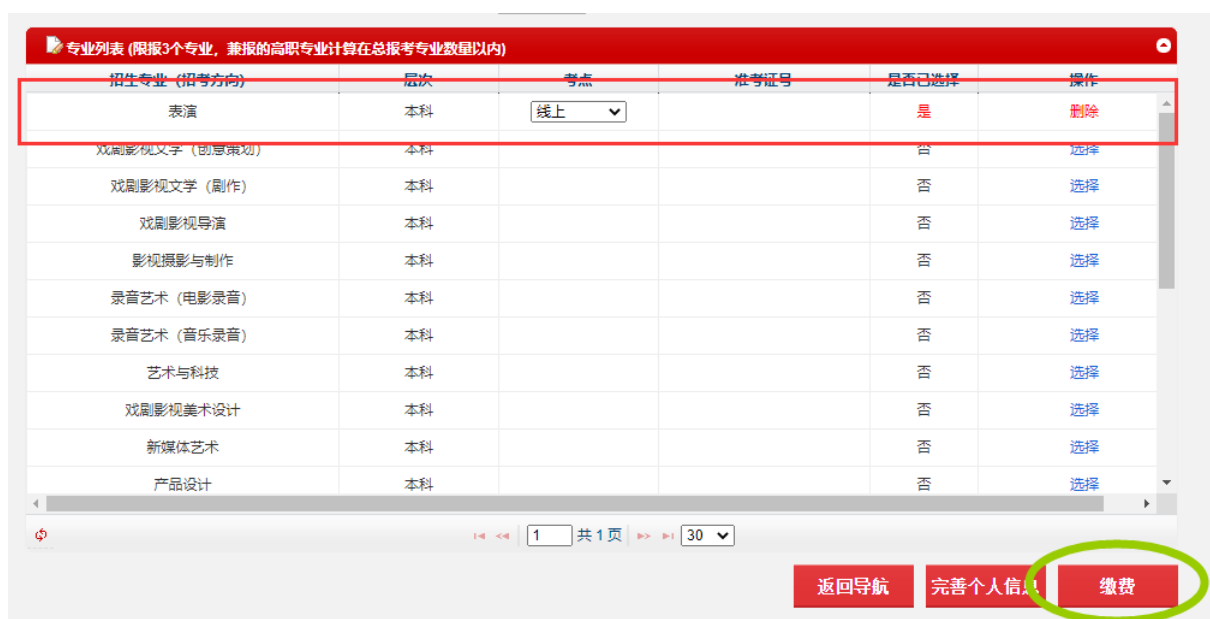 专业列表 (限报3个专业，兼报的高职专业计算在总报考专业数量以内)
招生专业（招考方向） 层次 考点 准考证号 是否已选择 操作
表演 本科 线上 是 删除
戏剧影视文学（创意策划） 本科 否 选择
戏剧影视文学（剧作） 本科 否 选择
戏剧影视导演 本科 否 选择
影视摄影与制作 本科 否 选择
录音艺术（电影录音） 本科 否 选择
录音艺术（音乐录音） 本科 否 选择
艺术与科技 本科 否 选择
戏剧影视美术设计 本科 否 选择
新媒体艺术 本科 否 选择
产品设计 本科 否 选择
1 共 1 页 30
返回导航 完善个人信息 缴费